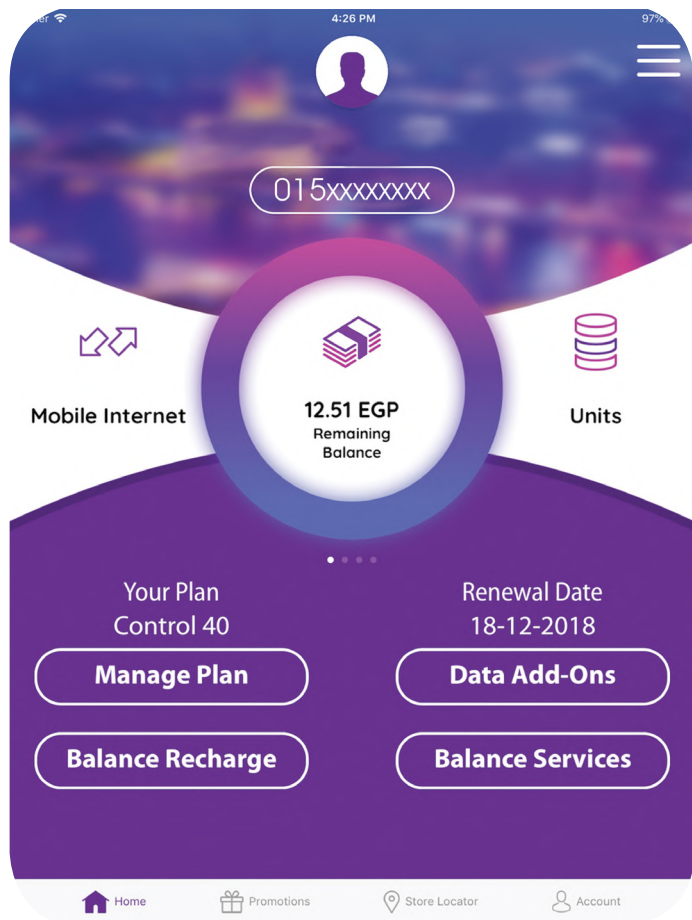 er 4:26 PM 97%
015xxxxxxxx
Mobile Internet
12.51 EGP
Remaining
Balance
Units
Your Plan
Control 40
Renewal Date
18-12-2018
Manage Plan
Data Add-Ons
Balance Recharge
Balance Services
Home
Promotions
Store Locator
Account